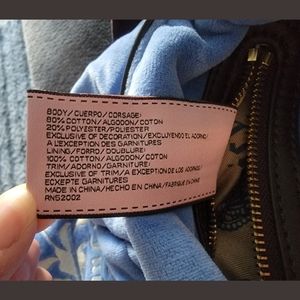 BODY/CUERPO/CORSAGE:
80% COTTON/ALGODON/COTON
20% POLYESTER/POLIESTER
EXCLUSIVE OF DECORATION/EXCLUYENDO EL ADORNO/
A L'EXCEPTION DES GARNITURES
LINING/FORRO/DOUBLURE:
100% COTTON/ALGODON/COTON
TRIM/ADORNO/GARNITURE:
EXCLUSIVE OF TRIM/A EXCEPTION DE LOS ADORNOS/
ECXEPTE GARNITURES
MADE IN CHINA/HECHO EN CHINA/FABRIQUE EN CHINE
RN52002